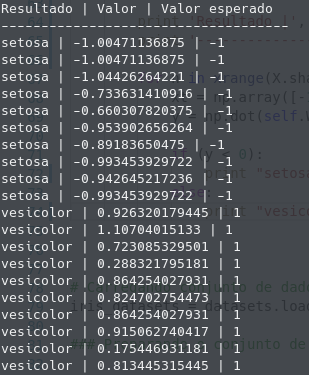 Resultado | Valor | Valor esperado
------------------------------------
setosa | -1.00471136875 | -1
setosa | -1.00471136875 | -1
setosa | -1.04426264221 | -1
setosa | -0.733631410916 | -1
setosa | -0.660307820375 | -1
setosa | -0.953902656264 | -1
setosa | -0.89183650475 | -1
setosa | -0.993453929722 | -1
setosa | -0.942645217236 | -1
setosa | -0.993453929722 | -1
vesicolor | 0.926320179445 | 1
vesicolor | 1.10704015133 | 1
vesicolor | 0.723085329501 | 1
vesicolor | 0.288321795181 | 1
vesicolor | 0.864254027931 | 1
vesicolor | 0.824702754473 | 1
vesicolor | 0.864254027931 | 1
vesicolor | 0.915062740417 | 1
vesicolor | 0.175446931181 | 1
vesicolor | 0.813445315445 | 1